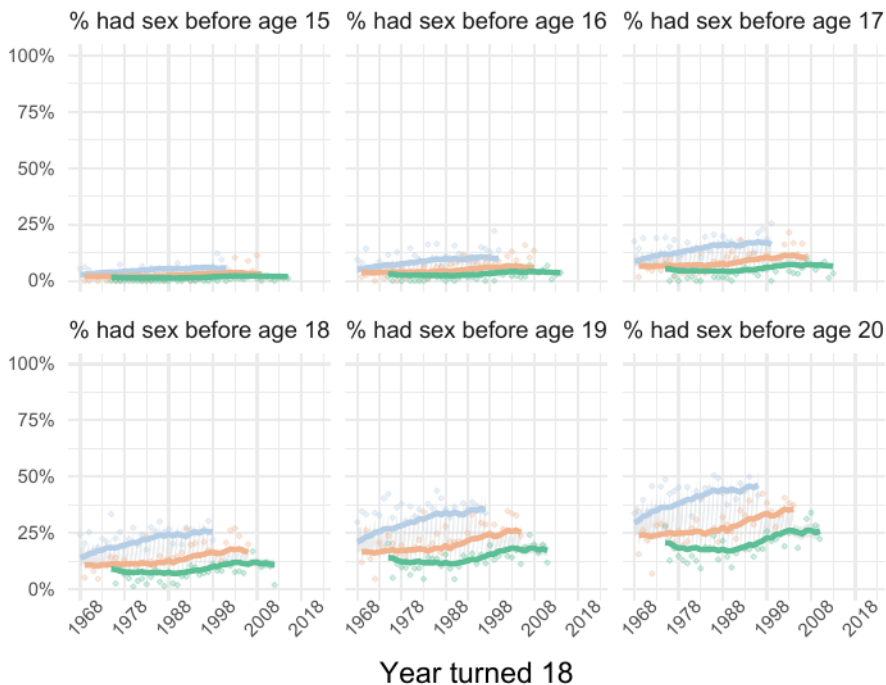 % had sex before age 15 % had sex before age 16 % had sex before age 17
100%
75%
50%
25%
0%
% had sex before age 18 % had sex before age 19 % had sex before age 20
100%
75%
50%
25%
0%
1968 1978 1988 1998 2008 2018 1968 1978 1988 1998 2008 2018 1968 1978 1988 1998 2008 2018
Year turned 18